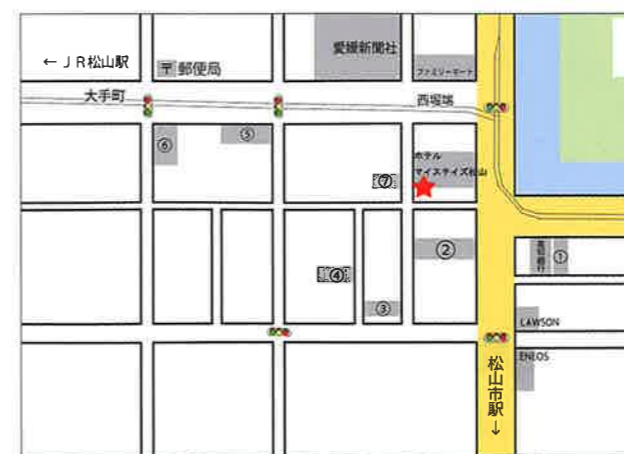 愛媛新聞社
← JR松山駅
〒郵便局
ファミリーマート
大手町
西堀端
⑤
⑥
ホテル
マイステイズ松山
⑦
②
①
④
③
LAWSON
ENEOS
松山市駅
↓